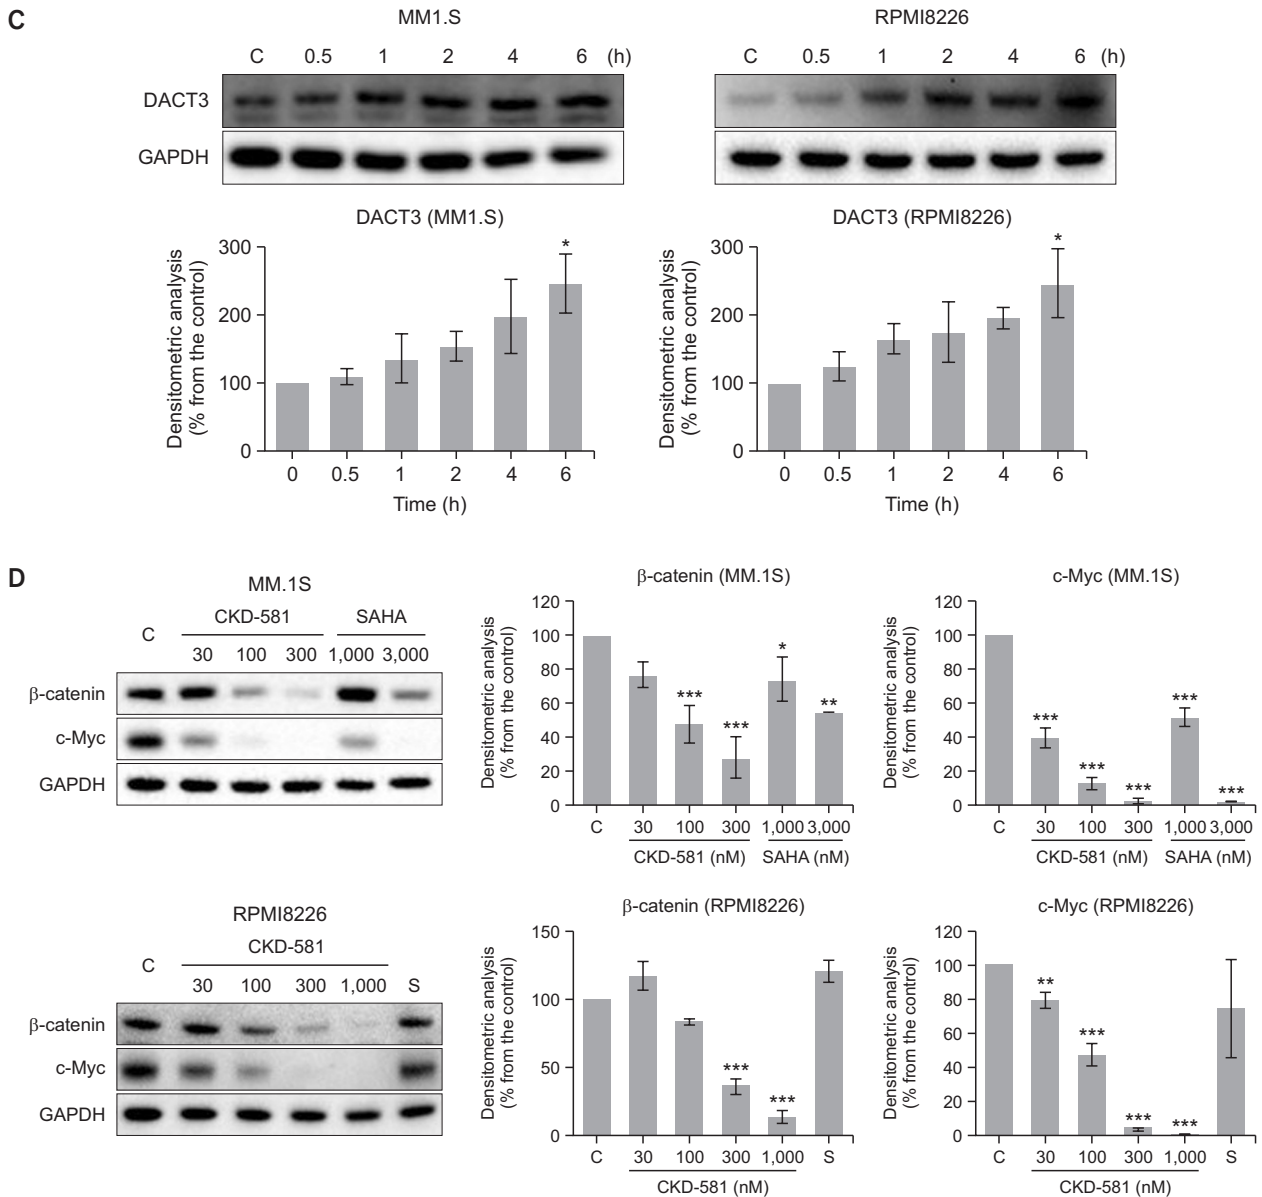 C
MM1.S
C 0.5 1 2 4 6 (h)
DACT3
GAPDH
RPMI8226
C 0.5 1 2 4 6 (h)
DACT3 (MM1.S)
Densitometric analysis
(% from the control)
300
200
100
0
0 0.5 1 2 4 6
Time (h)
*
DACT3 (RPMI8226)
Densitometric analysis
(% from the control)
300
200
100
0
0 0.5 1 2 4 6
Time (h)
*
D
MM.1S
CKD-581 SAHA
C
30 100 300 1,000 3,000
β-catenin
c-Myc
GAPDH
β-catenin (MM.1S)
Densitometric analysis
(% from the control)
120
100
80
60
40
20
0
*** *** * **
C 30 100 300 1,000 3,000
CKD-581 (nM) SAHA (nM)
c-Myc (MM.1S)
Densitometric analysis
(% from the control)
120
100
80
60
40
20
0
*** *** *** *** ***
C 30 100 300 1,000 3,000
CKD-581 (nM) SAHA (nM)
RPMI8226
CKD-581
C
30 100 300 1,000 S
β-catenin
c-Myc
GAPDH
β-catenin (RPMI8226)
Densitometric analysis
(% from the control)
150
100
50
0
*** ***
C 30 100 300 1,000 S
CKD-581 (nM)
c-Myc (RPMI8226)
Densitometric analysis
(% from the control)
120
100
80
60
40
20
0
** *** *** ***
C 30 100 300 1,000 S
CKD-581 (nM)